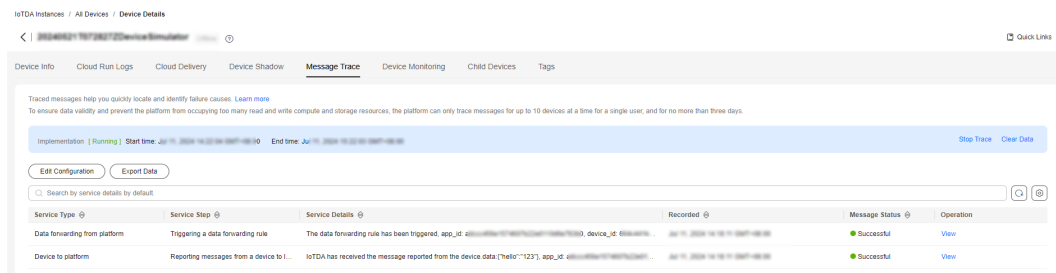 IoTDA Instances / All Devices / Device Details
Quick Links
Device Info Cloud Run Logs Cloud Delivery Device Shadow Message Trace Device Monitoring Child Devices Tags
Traced messages help you quickly locate and identify failure causes. Learn more
To ensure data validity and prevent the platform from occupying too many read and write compute and storage resources, the platform can only trace messages for up to 10 devices at a time for a single user, and for no more than three days.
Implementation [ Running ] Start time: End time: Stop Trace Clear Data
Edit Configuration Export Data
Search by service details by default.
Service Type Service Step Service Details Recorded Message Status Operation
Data forwarding from platform Triggering a data forwarding rule The data forwarding rule has been triggered, app_id: device_id: Successful View
Device to platform Reporting messages from a device to I... IoTDA has received the message reported from the device.data:{"hello":"123"}, app_id: Successful View